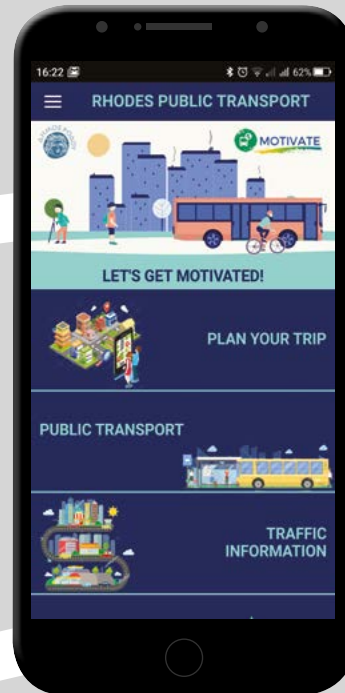 16:22 62%
RHODES PUBLIC TRANSPORT
MOTIVATE
LET'S GET MOTIVATED!
PLAN YOUR TRIP
PUBLIC TRANSPORT
TRAFFIC
INFORMATION